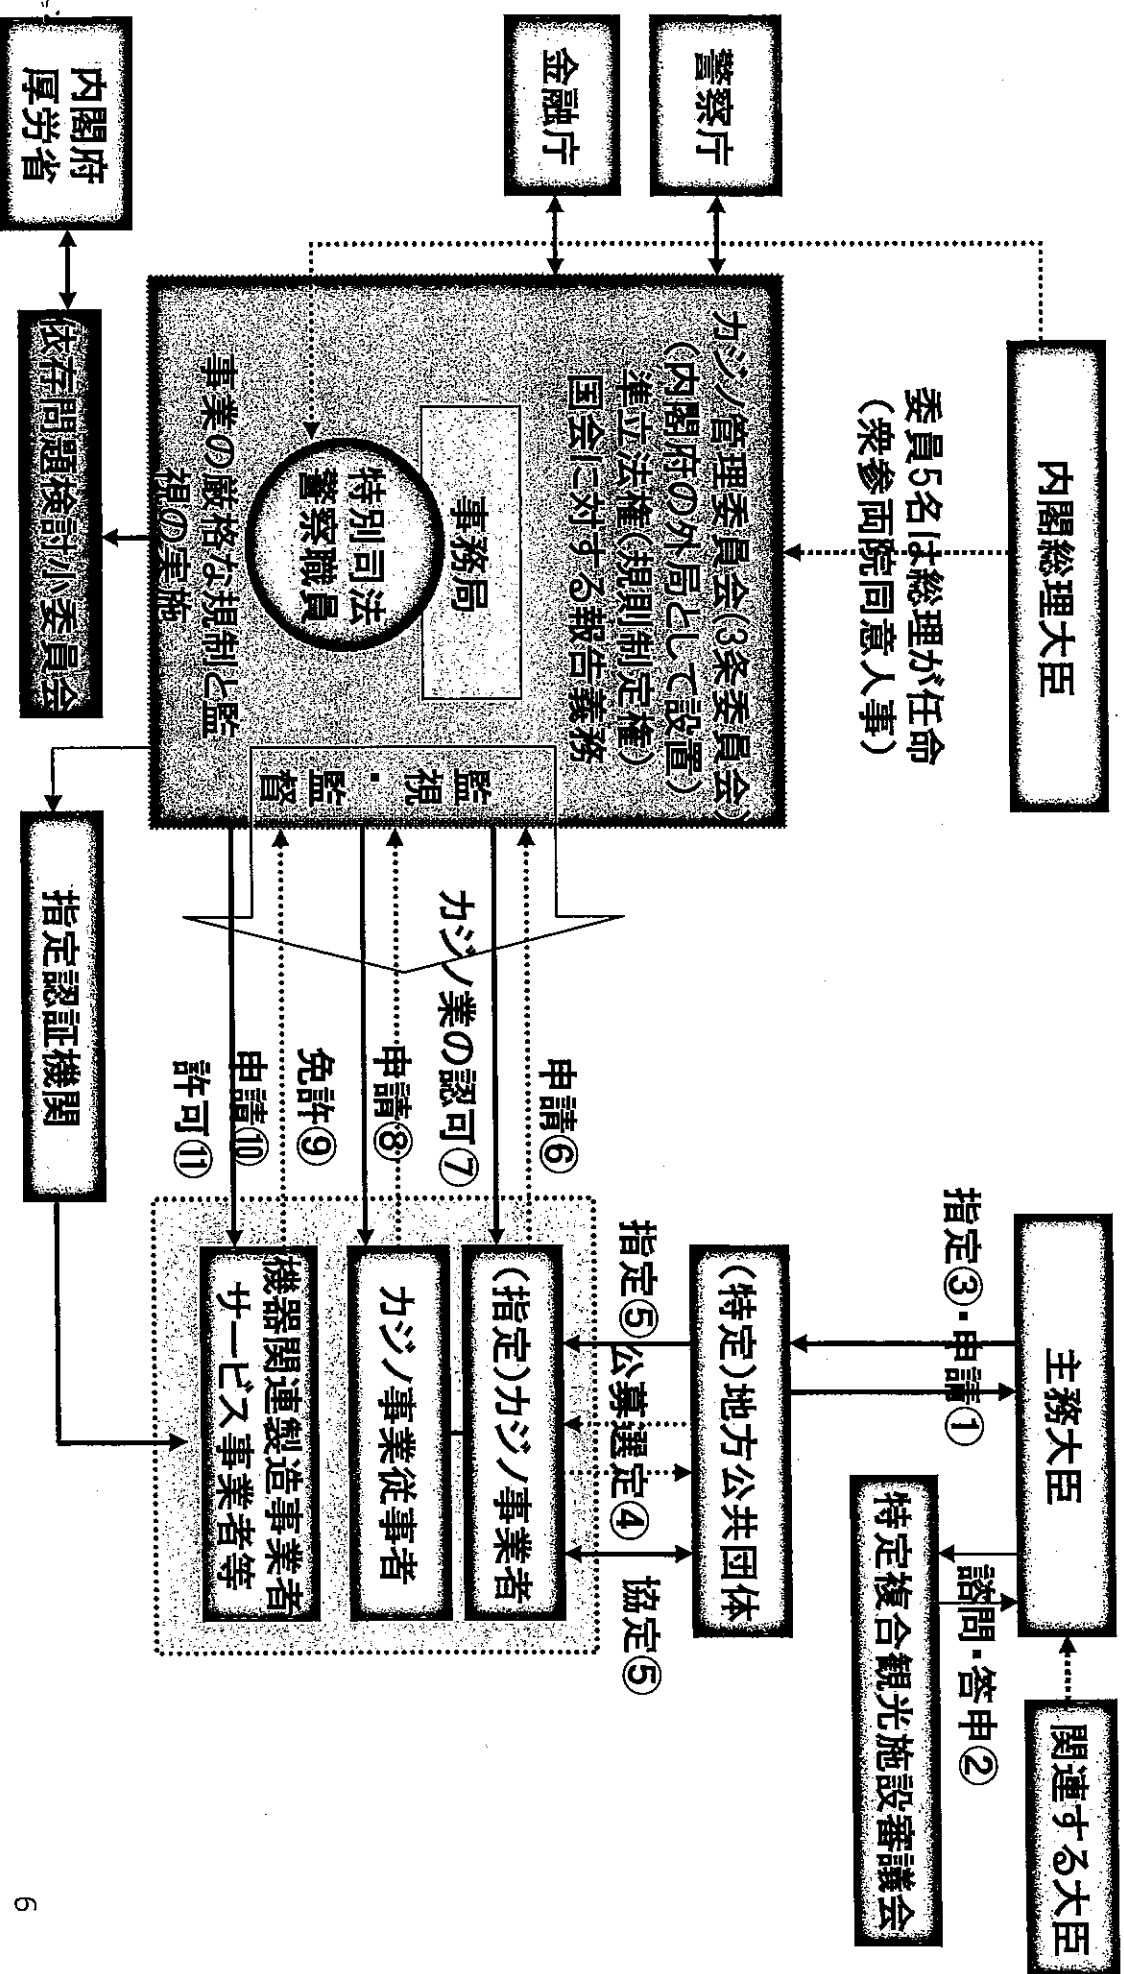 内閣総理大臣
主務大臣
関連する大臣
委員5名は総理が任命
(衆参両院同意人事)
指定③・申請①
諮問・答申②
特定複合観光施設審議会
警察庁
金融庁
内閣府
厚労省
カジノ管理委員会(3条委員会)
(内閣府の外局として設置)
準立法権(規則制定権)
国会に対する報告義務
事務局
特別司法
警察職員
事業の厳格な規制と監
視の実施
監視・監督
(特定)地方公共団体
指定⑤
公募選定④
協定⑤
申請⑥
カジノ業の認可⑦
申請⑧
免許⑨
申請⑩
許可⑪
(指定)カジノ事業者
カジノ事業従事者
機器関連製造事業者
サービス事業者等
依存問題検討小委員会
指定認証機関
6